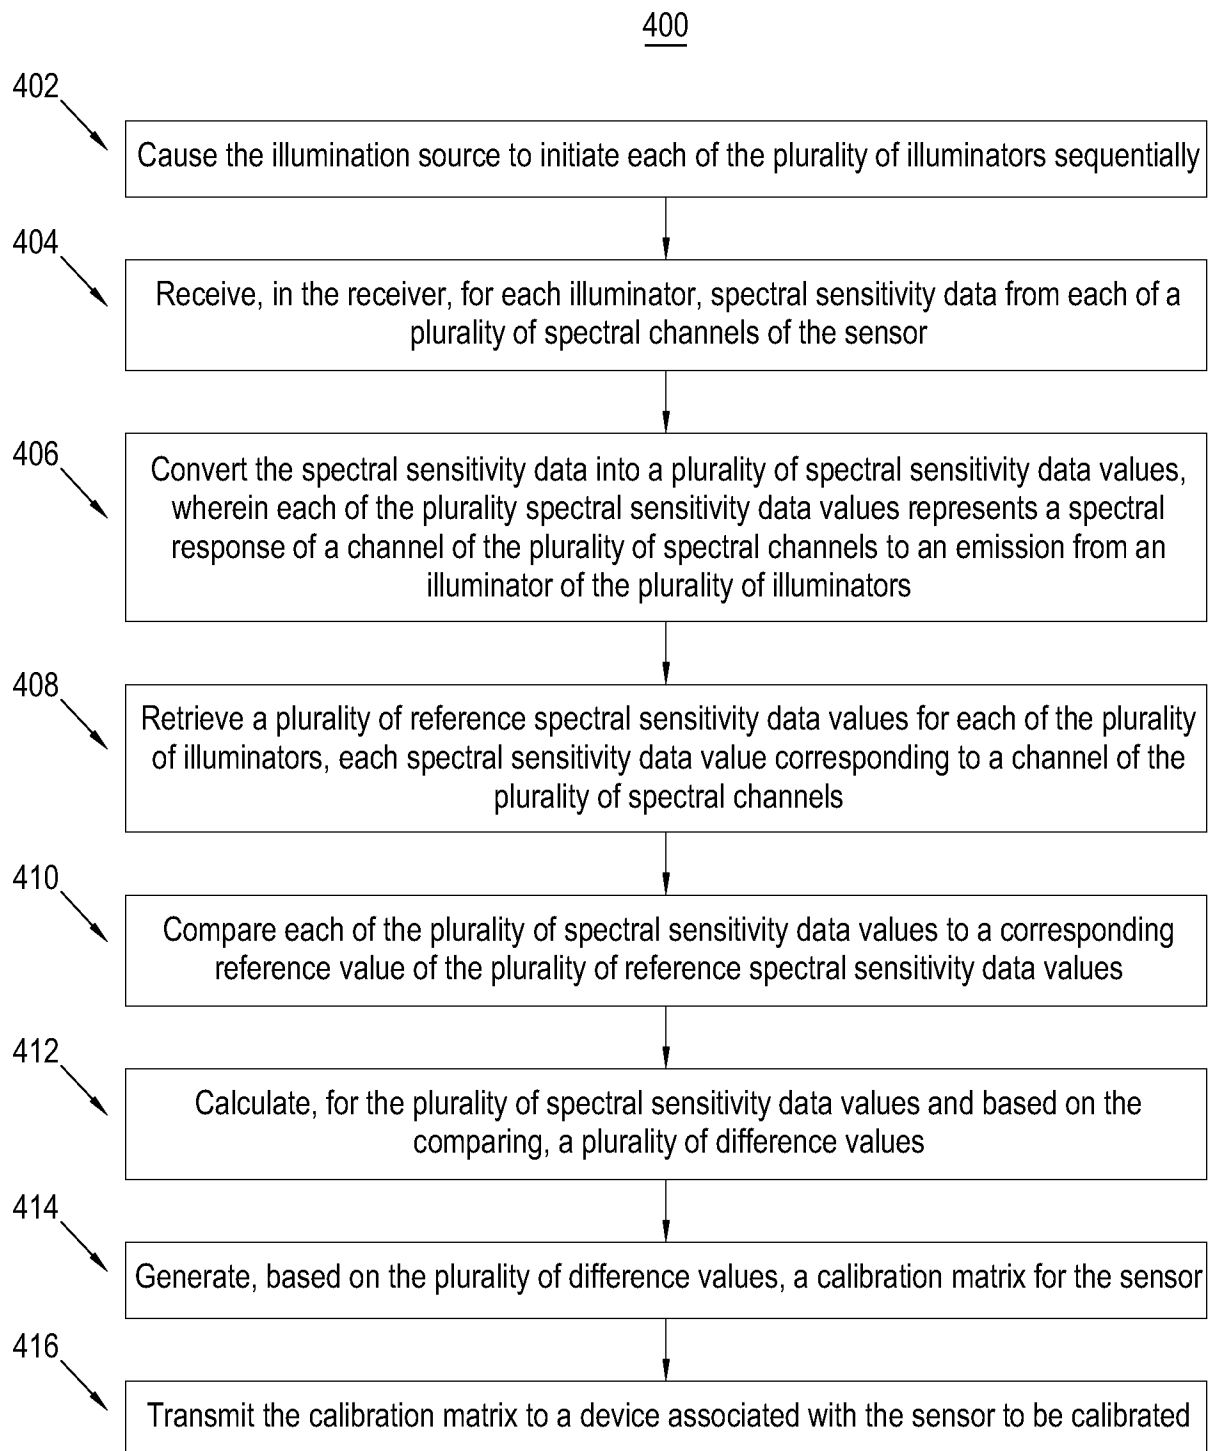 400
402
Cause the illumination source to initiate each of the plurality of illuminators sequentially
404
Receive, in the receiver, for each illuminator, spectral sensitivity data from each of a
plurality of spectral channels of the sensor
406
Convert the spectral sensitivity data into a plurality of spectral sensitivity data values,
wherein each of the plurality spectral sensitivity data values represents a spectral
response of a channel of the plurality of spectral channels to an emission from an
illuminator of the plurality of illuminators
408
Retrieve a plurality of reference spectral sensitivity data values for each of the plurality
of illuminators, each spectral sensitivity data value corresponding to a channel of the
plurality of spectral channels
410
Compare each of the plurality of spectral sensitivity data values to a corresponding
reference value of the plurality of reference spectral sensitivity data values
412
Calculate, for the plurality of spectral sensitivity data values and based on the
comparing, a plurality of difference values
414
Generate, based on the plurality of difference values, a calibration matrix for the sensor
416
Transmit the calibration matrix to a device associated with the sensor to be calibrated